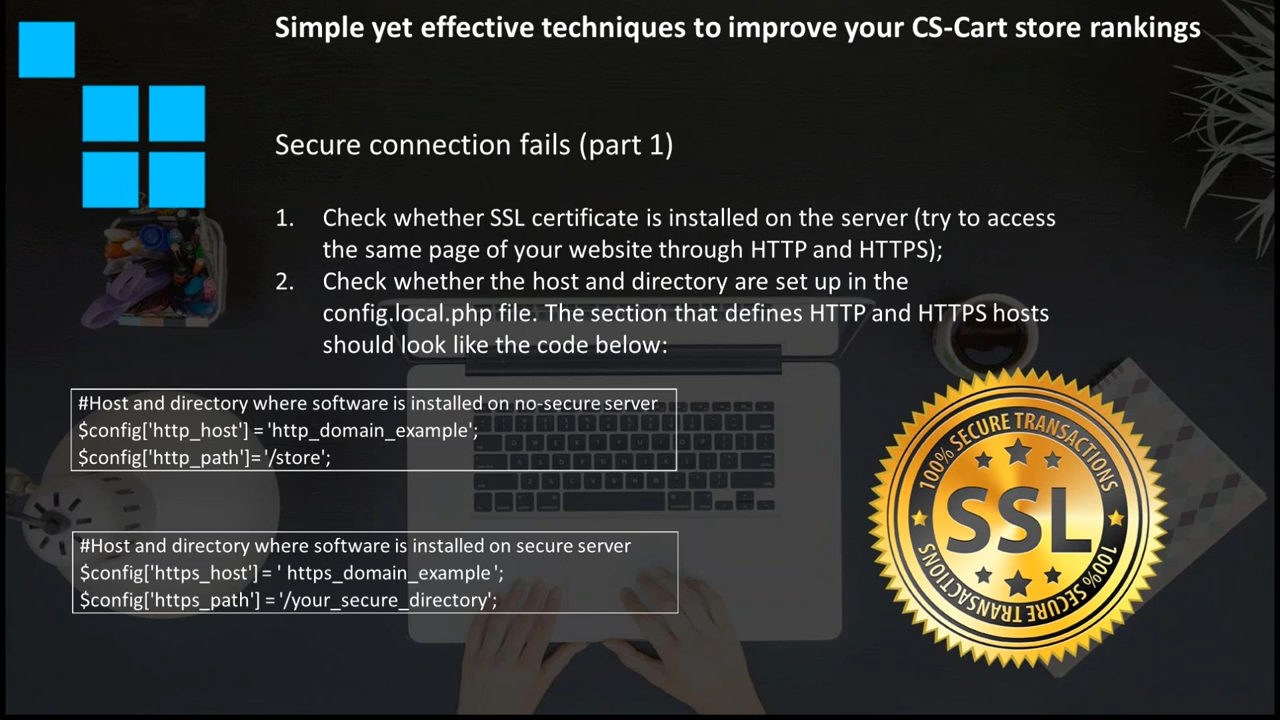 Simple yet effective techniques to improve your CS-Cart store rankings
Secure connection fails (part 1)
1. Check whether SSL certificate is installed on the server (try to access
the same page of your website through HTTP and HTTPS);
2. Check whether the host and directory are set up in the
config.local.php file. The section that defines HTTP and HTTPS hosts
should look like the code below:
#Host and directory where software is installed on no-secure server
$config['http_host'] = 'http_domain_example';
$config['http_path']= '/store';
#Host and directory where software is installed on secure server
$config['https_host'] = ' https_domain_example ';
$config['https_path'] = '/your_secure_directory';
100% SECURE TRANSACTIONS
SSL
100% SECURE TRANSACTIONS